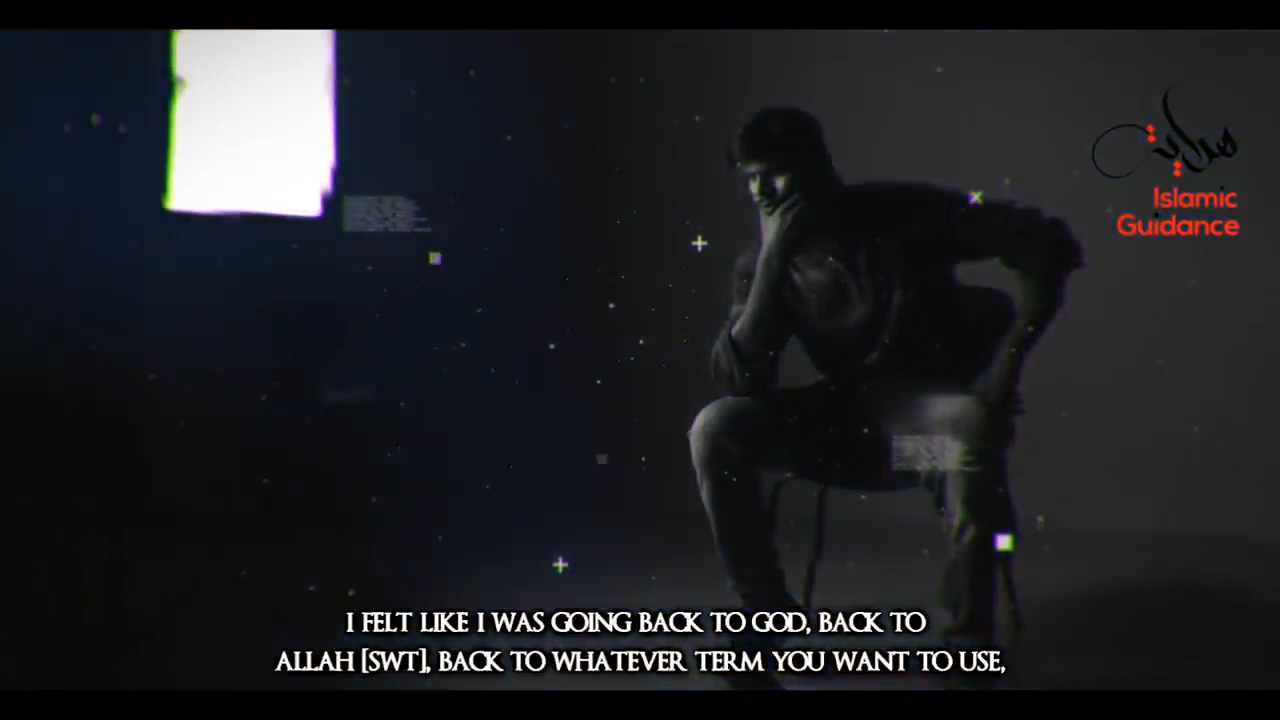 هداية
Islamic
Guidance
I FELT LIKE I WAS GOING BACK TO GOD, BACK TO
ALLAH [SWT], BACK TO WHATEVER TERM YOU WANT TO USE,